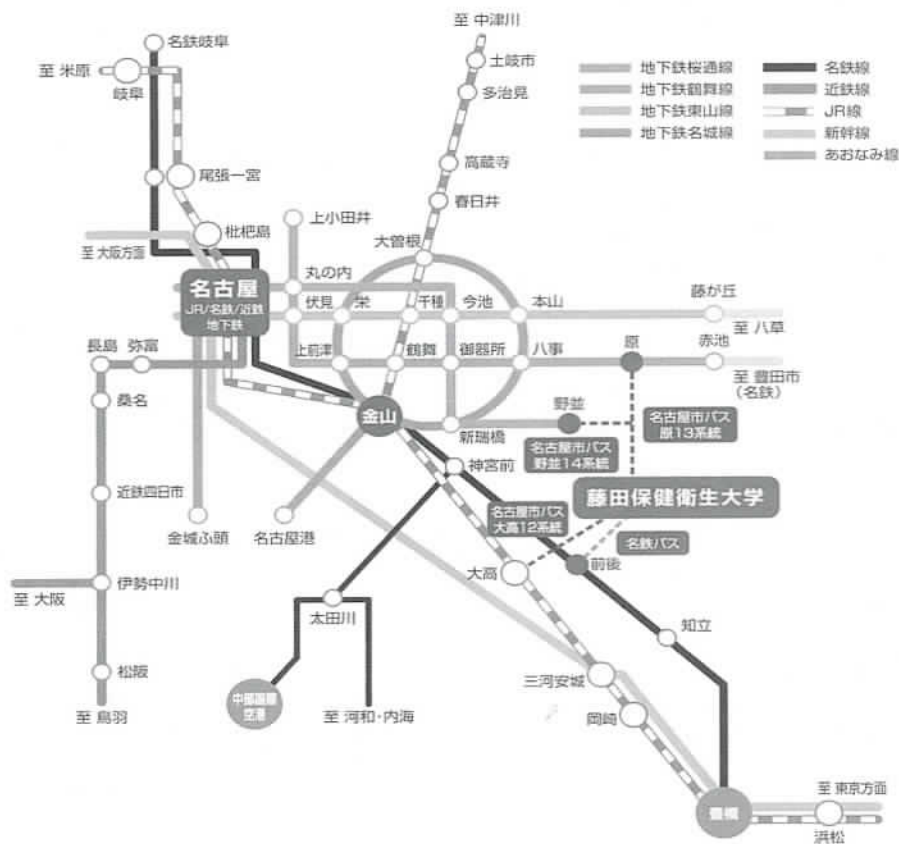 至 中津川
名鉄岐阜
至 米原
岐阜
土岐市
多治見
地下鉄桜通線
地下鉄鶴舞線
地下鉄東山線
地下鉄名城線
名鉄線
近鉄線
JR線
新幹線
あおなみ線
高蔵寺
尾張一宮
春日井
上小田井
枇杷島
大曽根
至 大阪方面
名古屋
JR/名鉄/近鉄
地下鉄
丸の内
伏見
栄
千種
今池
本山
藤が丘
至 八草
長島
弥富
上前津
鶴舞
御器所
八事
原
赤池
至 豊田市
(名鉄)
桑名
金山
野並
新瑞橋
名古屋市バス
野並14系統
名古屋市バス
原13系統
神宮前
近鉄四日市
金城ふ頭
名古屋港
名古屋市バス
大高12系統
藤田保健衛生大学
名鉄バス
大高
前後
伊勢中川
至 大阪
太田川
知立
松阪
三河安城
中部国際
空港
至 鳥羽
至 河和・内海
岡崎
豊橋
至 東京方面
浜松